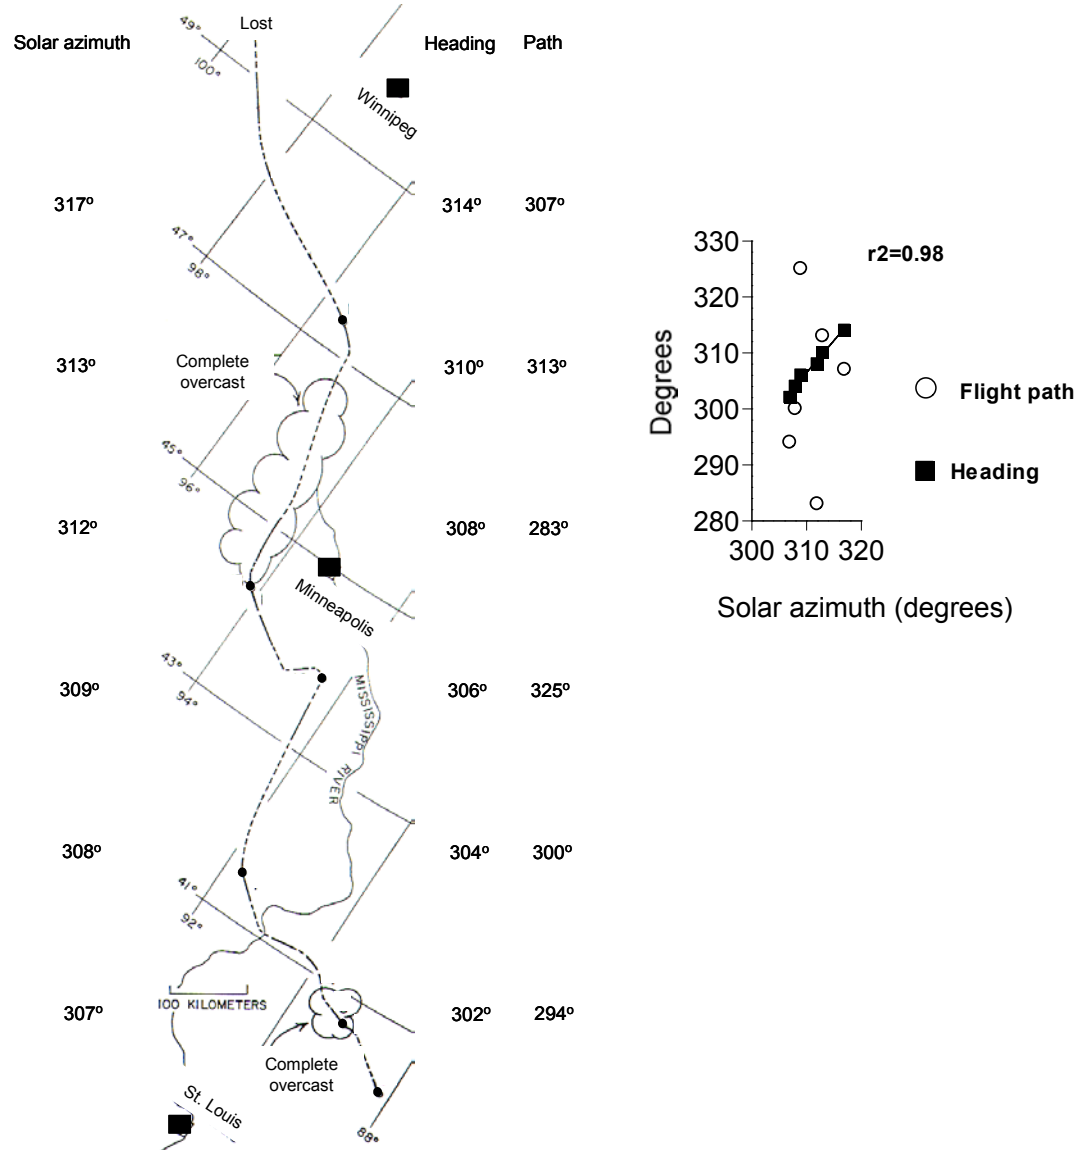 Solar azimuth
Lost
Heading
Path
49°
100°
Winnipeg
317º
314º
307º
47°
98°
313º
Complete
overcast
310º
313º
45°
96°
312º
308º
283º
Minneapolis
43°
94°
309º
MISSISSIPPI
RIVER
306º
325º
308º
304º
300º
41°
92°
100 KILOMETERS
307º
302º
294º
Complete
overcast
St. Louis
88°
r2=0.98
330
320
310
300
290
280
Degrees
300 310 320
Solar azimuth (degrees)
Flight path
Heading